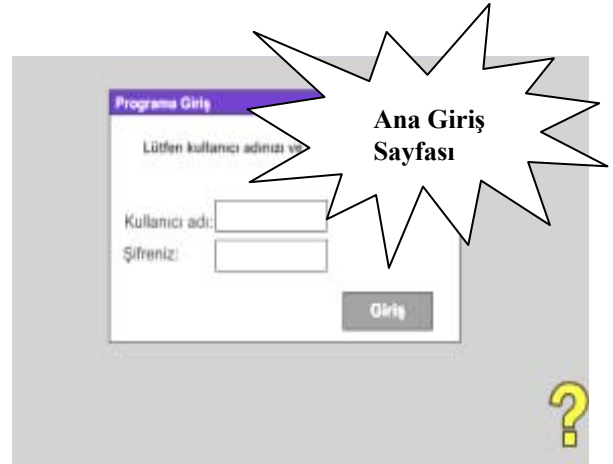 Programa Giriş
Ana Giriş
Sayfası
Lütfen kullanıcı adınızı ve
Kullanıcı adı:
Şifreniz:
Giriş
?